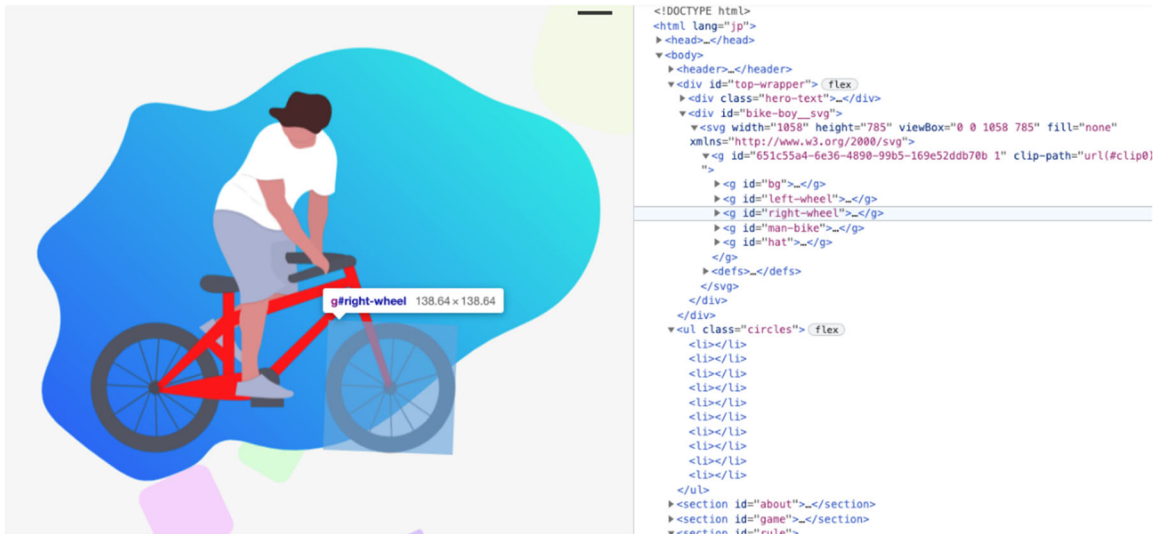 g#right-wheel 138.64 × 138.64
<!DOCTYPE html>
<html lang="jp">
▶<head>…</head>
▼<body>
▶<header>…</header>
▼<div id="top-wrapper"> flex
▶<div class="hero-text">…</div>
▼<div id="bike-boy__svg">
▼<svg width="1058" height="785" viewBox="0 0 1058 785" fill="none"
xmlns="http://www.w3.org/2000/svg">
▼<g id="651c55a4-6e36-4890-99b5-169e52ddb70b 1" clip-path="url(#clip0)
">
▶<g id="bg">…</g>
▶<g id="left-wheel">…</g>
▶<g id="right-wheel">…</g>
▶<g id="man-bike">…</g>
▶<g id="hat">…</g>
</g>
▶<defs>…</defs>
</svg>
</div>
</div>
▼<ul class="circles"> flex
<li></li>
<li></li>
<li></li>
<li></li>
<li></li>
<li></li>
<li></li>
<li></li>
<li></li>
<li></li>
</ul>
▶<section id="about">…</section>
▶<section id="game">…</section>
▼<section id="rule">